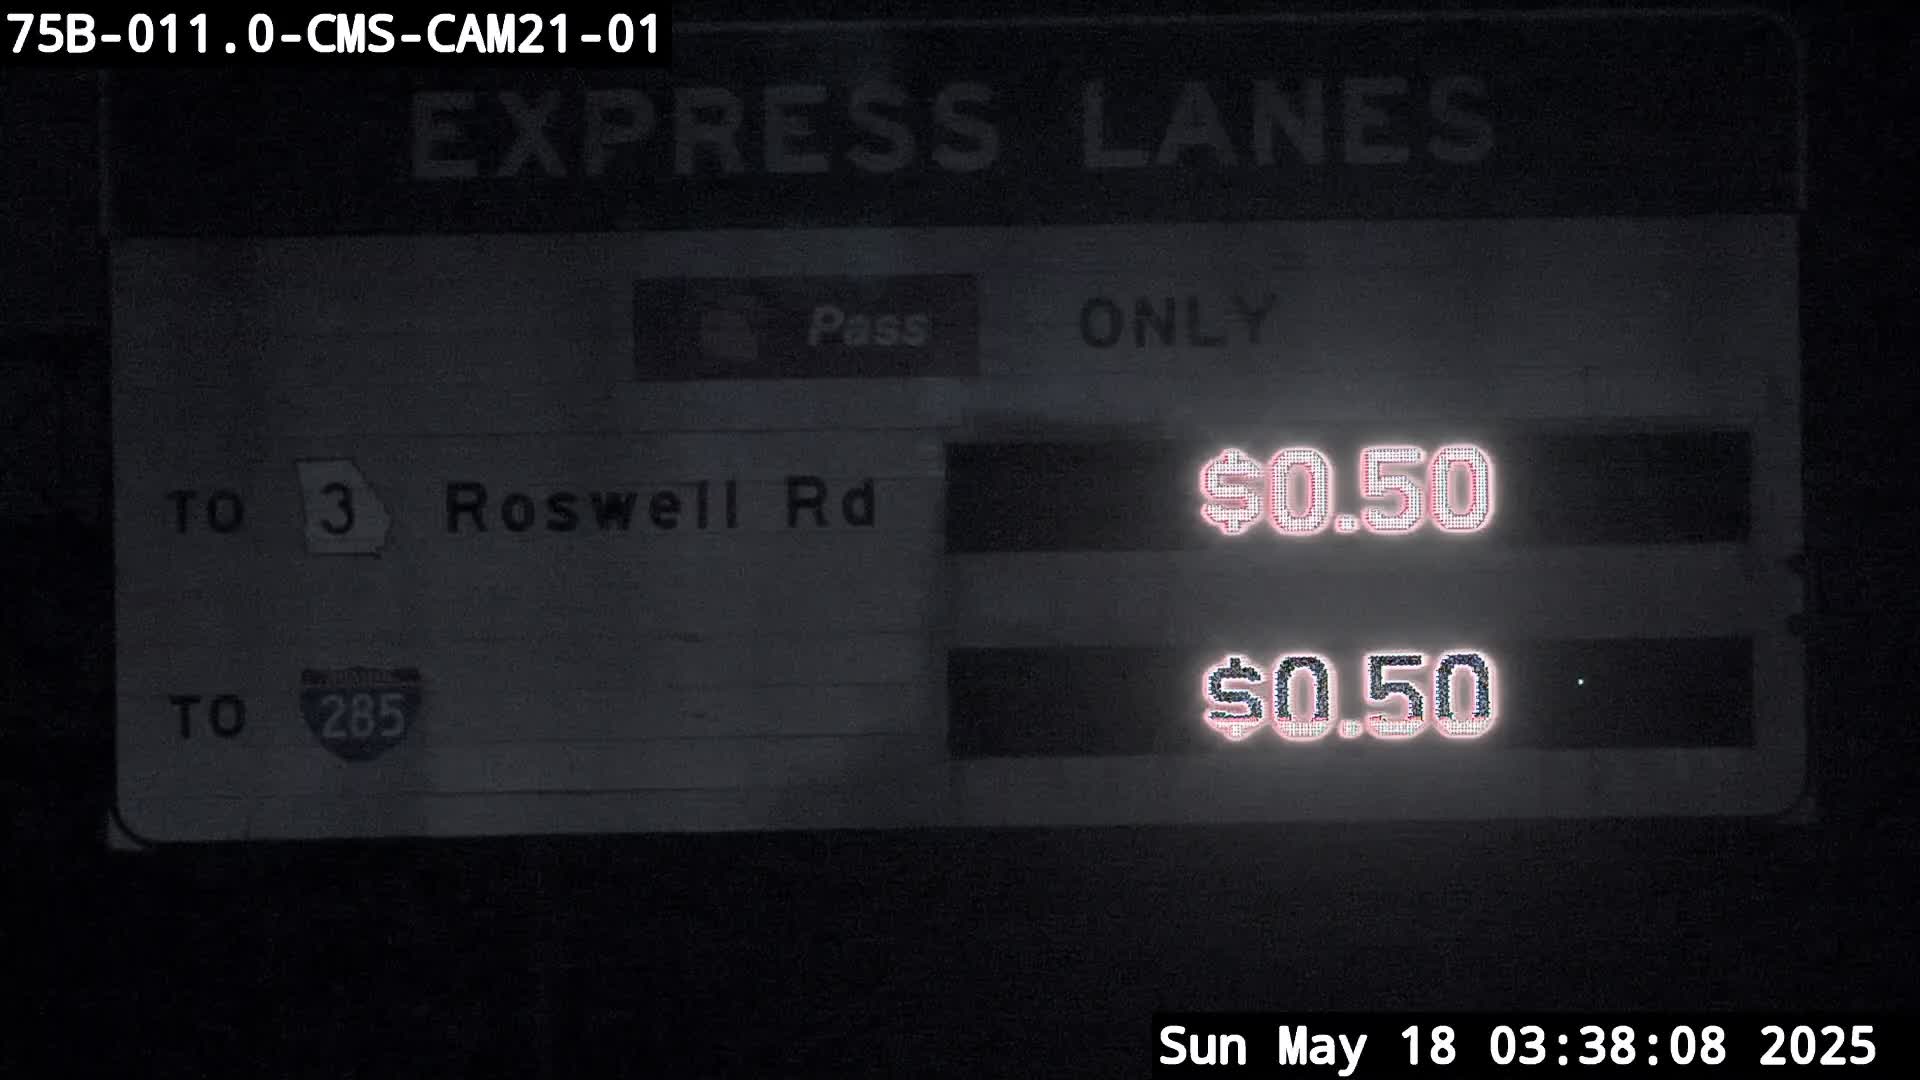 75B-011.0-CMS-CAM21-01
EXPRESS LANES
Pass ONLY
TO 3 Roswell Rd $0.50
TO 285 $0.50
Sun May 18 03:38:08 2025